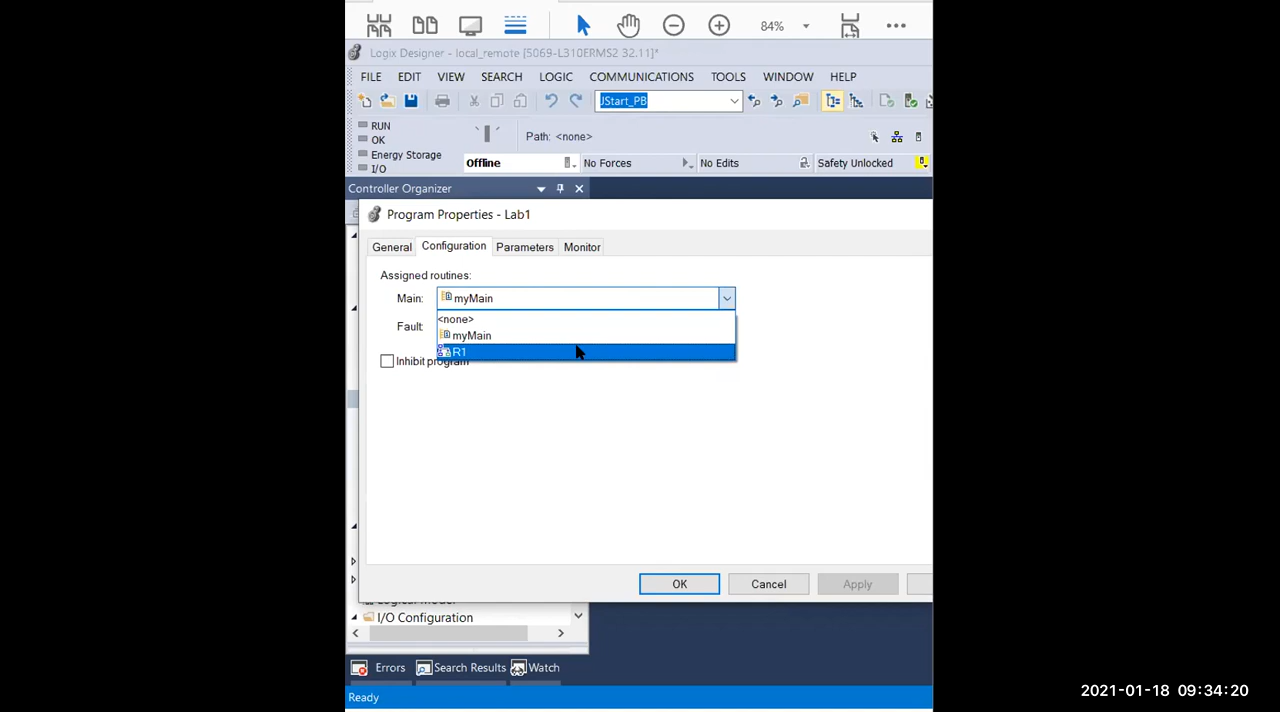 84%
Logix Designer - local_remote [5069-L310ERMS2 32.11]*
FILE EDIT VIEW SEARCH LOGIC COMMUNICATIONS TOOLS WINDOW HELP
JStart_PB
RUN
OK
Energy Storage
I/O
Path: <none>
Offline No Forces No Edits Safety Unlocked
Controller Organizer
Program Properties - Lab1
General Configuration Parameters Monitor
Assigned routines:
Main: myMain
<none>
Fault:
myMain
R1
Inhibit program
OK Cancel Apply
I/O Configuration
Errors Search Results Watch
Ready
2021-01-18 09:34:20